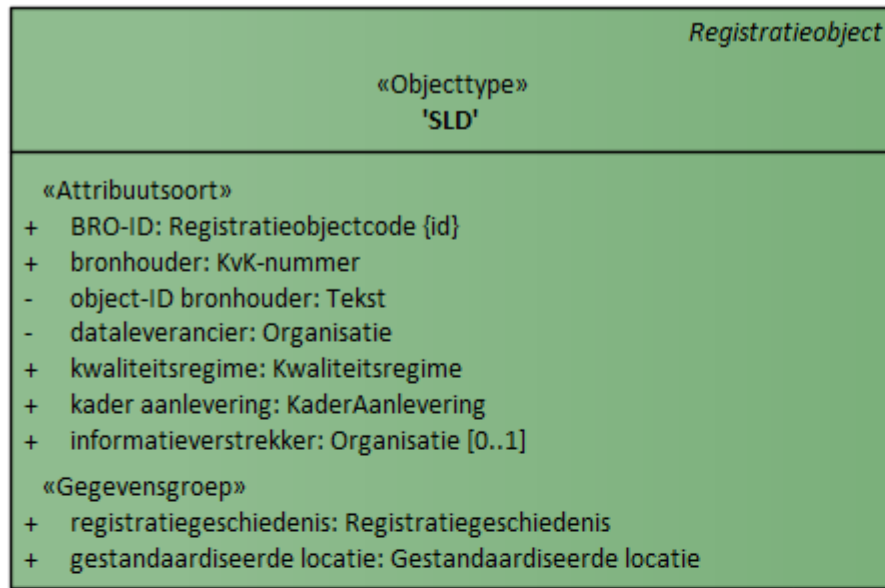 Registratieobject
«Objecttype»
'SLD'
«Attribuutsoort»
+ BRO-ID: Registratieobjectcode {id}
+ bronhouder: KvK-nummer
- object-ID bronhouder: Tekst
- dataleverancier: Organisatie
+ kwaliteitsregime: Kwaliteitsregime
+ kader aanlevering: KaderAanlevering
+ informatieverstrekker: Organisatie [0..1]
«Gegevensgroep»
+ registratiegeschiedenis: Registratiegeschiedenis
+ gestandaardiseerde locatie: Gestandaardiseerde locatie